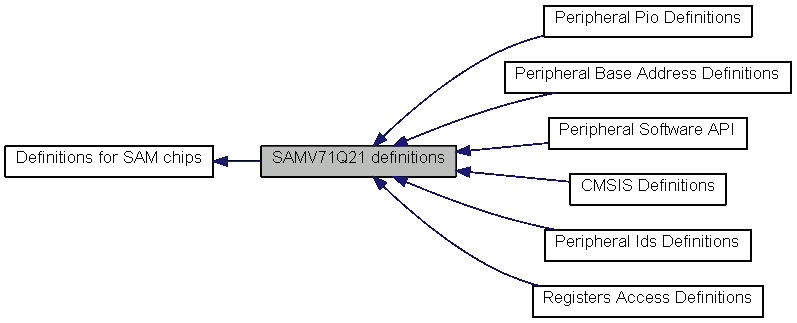 Peripheral Pio Definitions
Peripheral Base Address Definitions
Peripheral Software API
Definitions for SAM chips
SAMV71Q21 definitions
CMSIS Definitions
Peripheral Ids Definitions
Registers Access Definitions